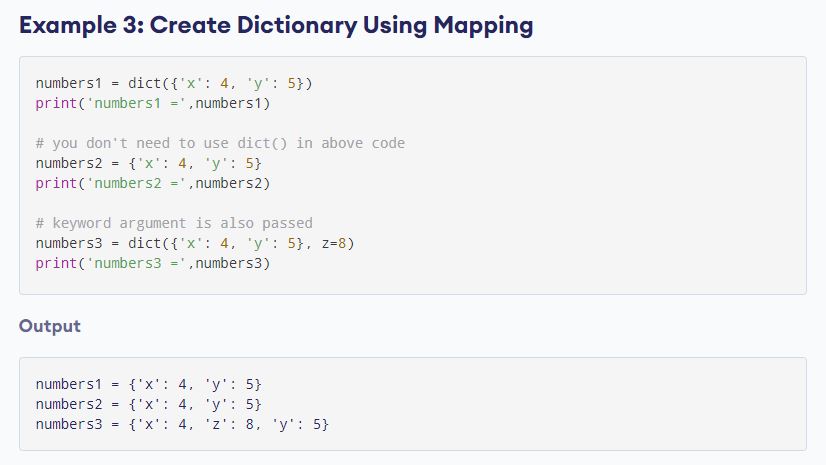 Example 3: Create Dictionary Using Mapping
numbers1 = dict({'x': 4, 'y': 5})
print('numbers1 =',numbers1)
# you don't need to use dict() in above code
numbers2 = {'x': 4, 'y': 5}
print('numbers2 =',numbers2)
# keyword argument is also passed
numbers3 = dict({'x': 4, 'y': 5}, z=8)
print('numbers3 =',numbers3)
Output
numbers1 = {'x': 4, 'y': 5}
numbers2 = {'x': 4, 'y': 5}
numbers3 = {'x': 4, 'z': 8, 'y': 5}